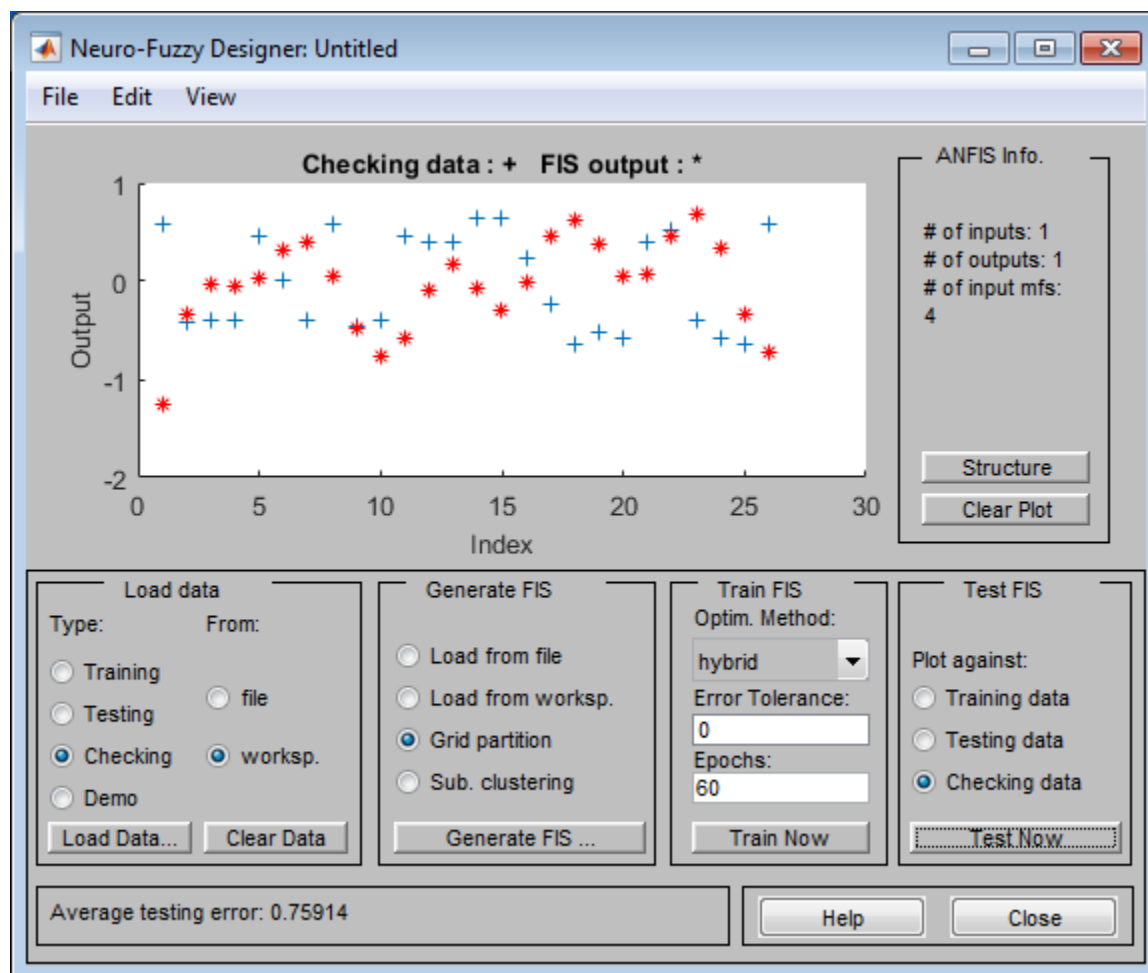 Neuro-Fuzzy Designer: Untitled
File Edit View
Checking data : + FIS output : *
1
0
-1
-2
Output
0 5 10 15 20 25 30
Index
ANFIS Info.
# of inputs: 1
# of outputs: 1
# of input mfs:
4
Structure
Clear Plot
Load data
Type: From:
Training
Testing
Checking
Demo
file
worksp.
Load Data... Clear Data
Generate FIS
Load from file
Load from worksp.
Grid partition
Sub. clustering
Generate FIS ...
Train FIS
Optim. Method:
hybrid
Error Tolerance:
0
Epochs:
60
Train Now
Test FIS
Plot against:
Training data
Testing data
Checking data
Test Now
Average testing error: 0.75914
Help Close